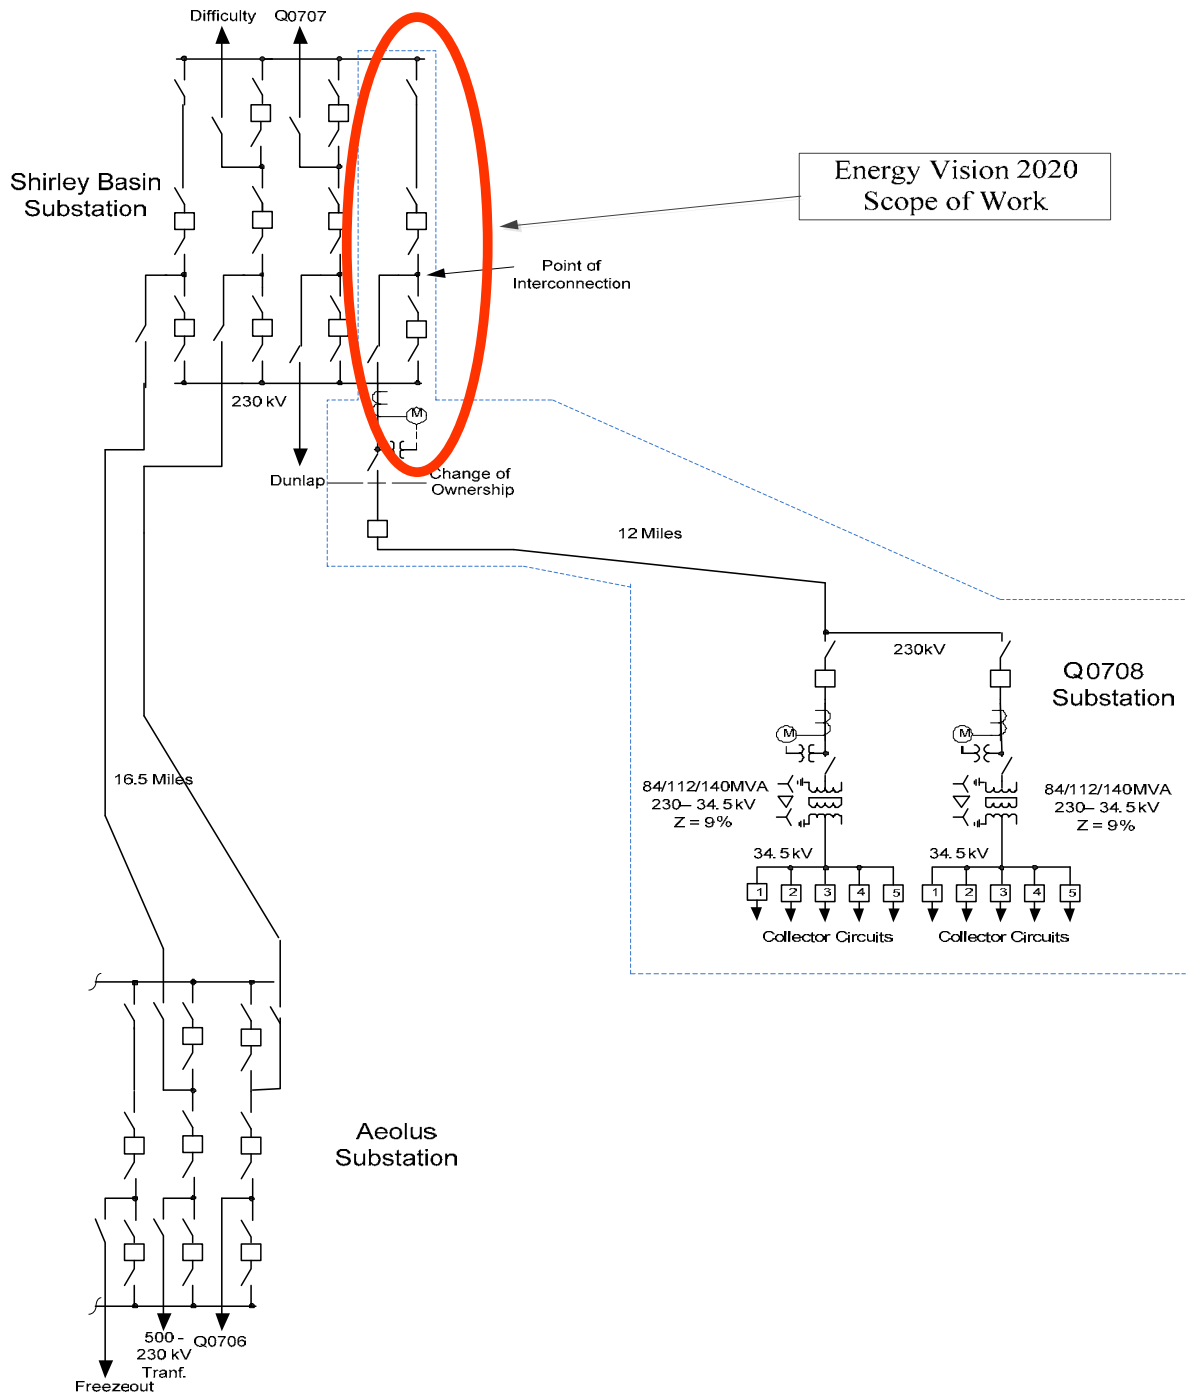 Difficulty
Q0707
Shirley Basin
Substation
Energy Vision 2020
Scope of Work
Point of
Interconnection
230 kV
M
Dunlap
Change of
Ownership
12 Miles
230kV
Q0708
Substation
M
M
16.5 Miles
84/112/140MVA
230– 34.5kV
Z = 9%
84/112/140MVA
230– 34.5kV
Z = 9%
34.5kV
34.5kV
1 2 3 4 5
1 2 3 4 5
Collector Circuits
Collector Circuits
Aeolus
Substation
500 -
230 kV
Tranf.
Q0706
Freezeout